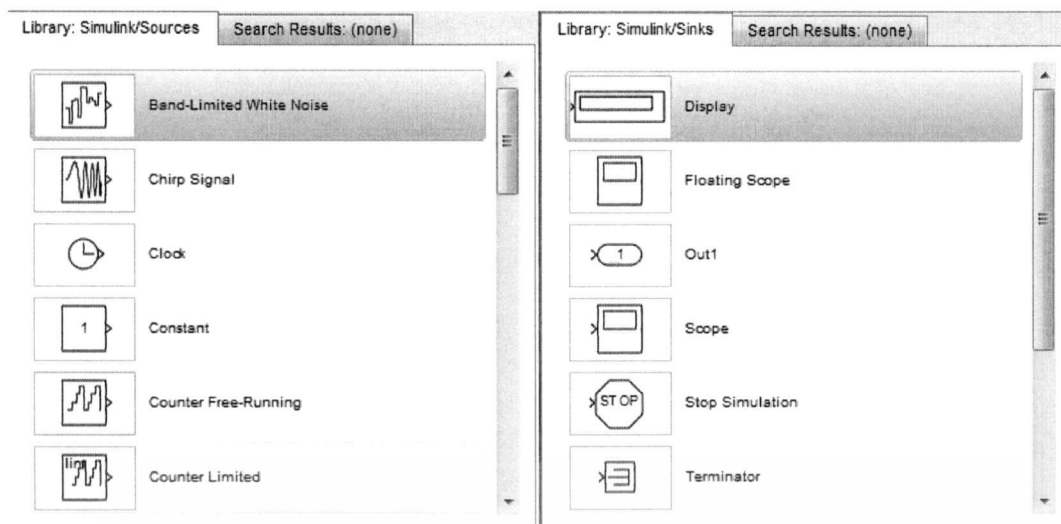 Library: Simulink/Sources
Search Results: (none)
Band-Limited White Noise
Chirp Signal
Clock
1
Constant
Counter Free-Running
lim
Counter Limited
Library: Simulink/Sinks
Search Results: (none)
Display
Floating Scope
1
Out1
Scope
STOP
Stop Simulation
Terminator